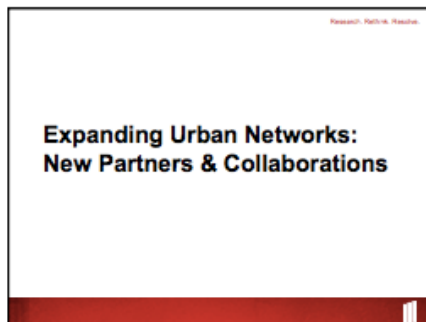 Research. Rethink. Resolve.
Expanding Urban Networks:
New Partners & Collaborations